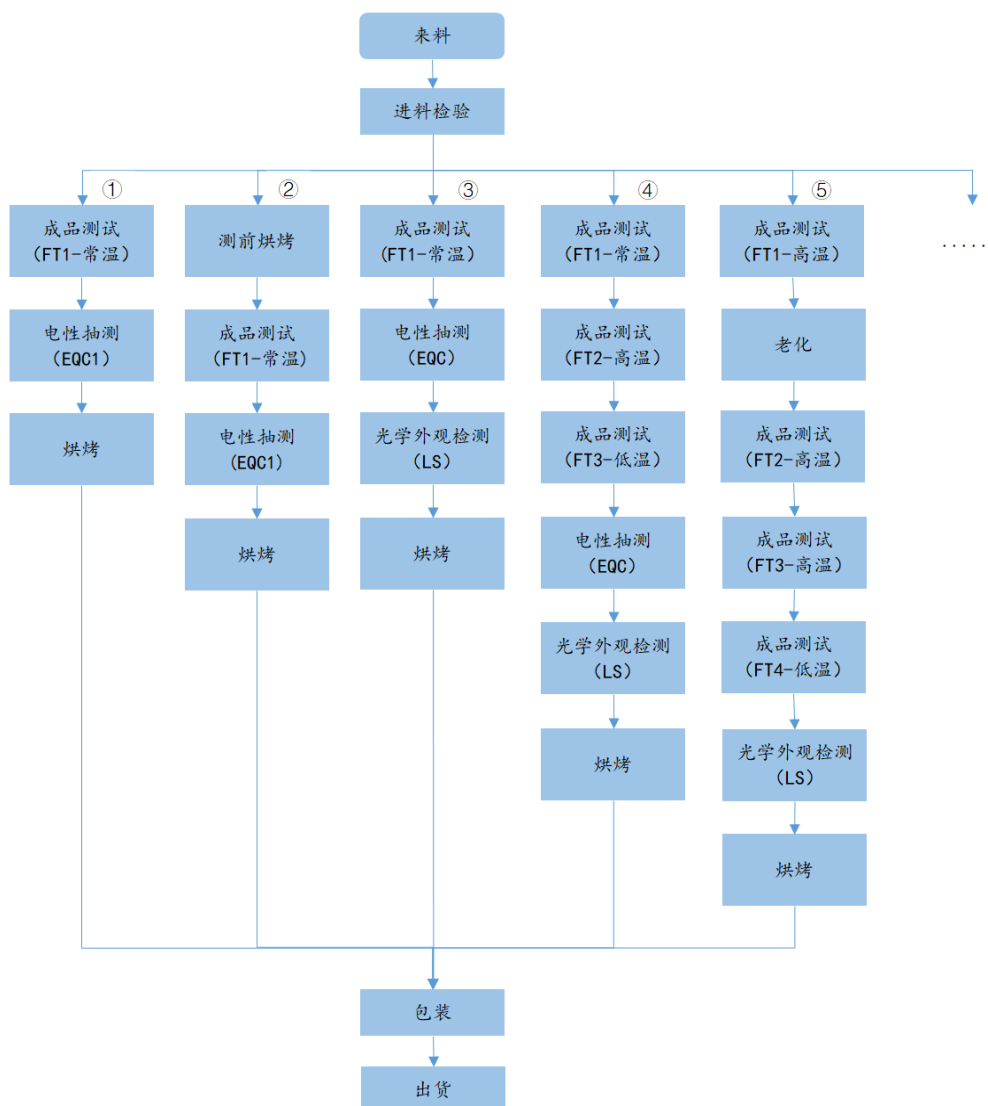 来料
进料检验
①
成品测试
(FT1-常温)
电性抽测
(EQC1)
烘烤
②
测前烘烤
成品测试
(FT1-常温)
电性抽测
(EQC1)
烘烤
③
成品测试
(FT1-常温)
电性抽测
(EQC)
光学外观检测
(LS)
烘烤
④
成品测试
(FT1-常温)
成品测试
(FT2-高温)
成品测试
(FT3-低温)
电性抽测
(EQC)
光学外观检测
(LS)
烘烤
⑤
成品测试
(FT1-高温)
老化
成品测试
(FT2-高温)
成品测试
(FT3-高温)
成品测试
(FT4-低温)
光学外观检测
(LS)
烘烤
.....
包装
出货